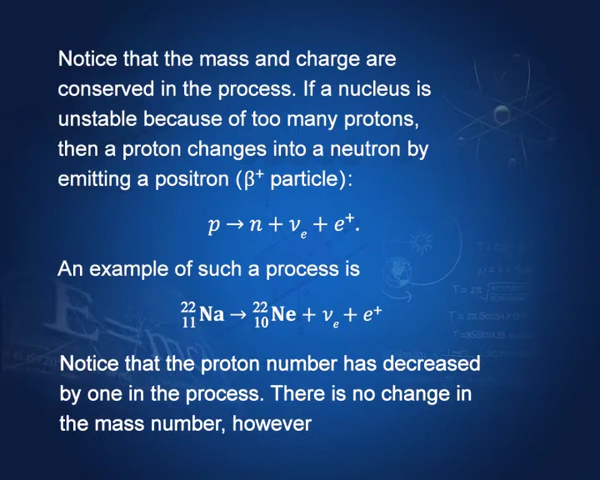 Notice that the mass and charge are
conserved in the process. If a nucleus is
unstable because of too many protons,
then a proton changes into a neutron by
emitting a positron (β⁺ particle):
p → n + νₑ + e⁺.
An example of such a process is
²²₁₁Na → ²²₁₀Ne + νₑ + e⁺
Notice that the proton number has decreased
by one in the process. There is no change in
the mass number, however